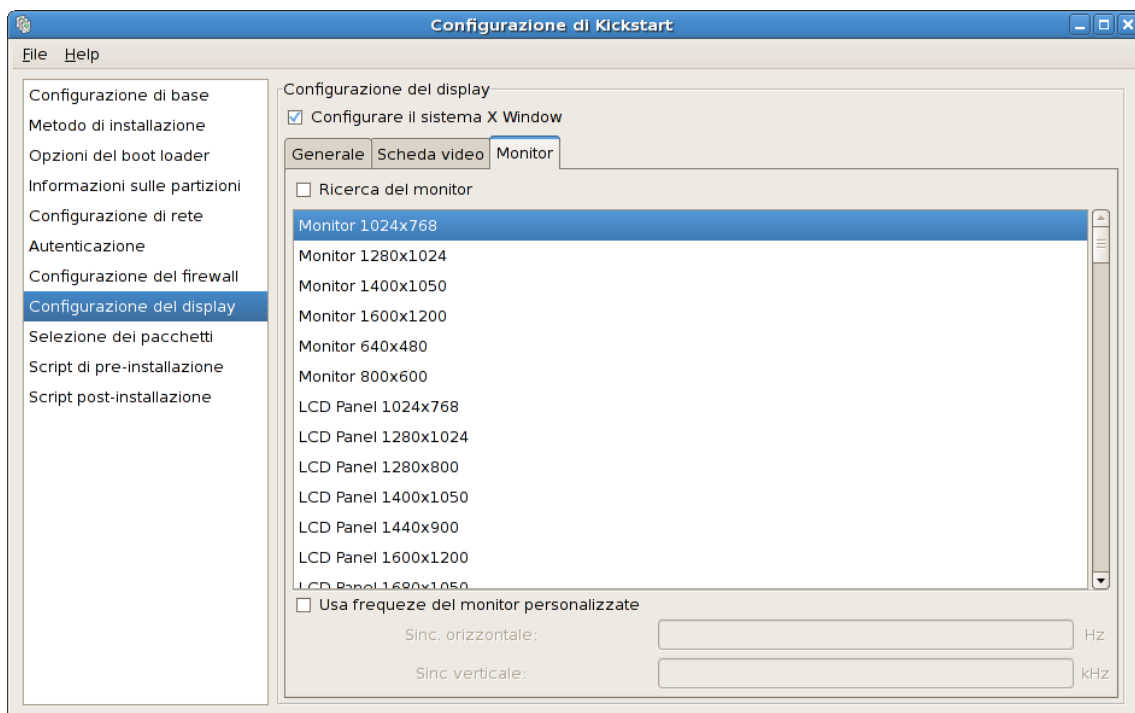 Configurazione di Kickstart
File Help
Configurazione di base
Metodo di installazione
Opzioni del boot loader
Informazioni sulle partizioni
Configurazione di rete
Autenticazione
Configurazione del firewall
Configurazione del display
Selezione dei pacchetti
Script di pre-installazione
Script post-installazione
Configurazione del display
Configurare il sistema X Window
Generale Scheda video Monitor
Ricerca del monitor
Monitor 1024x768
Monitor 1280x1024
Monitor 1400x1050
Monitor 1600x1200
Monitor 640x480
Monitor 800x600
LCD Panel 1024x768
LCD Panel 1280x1024
LCD Panel 1280x800
LCD Panel 1400x1050
LCD Panel 1440x900
LCD Panel 1600x1200
LCD Panel 1680x1050
Usa frequeze del monitor personalizzate
Sinc. orizzontale: Hz
Sinc verticale: kHz